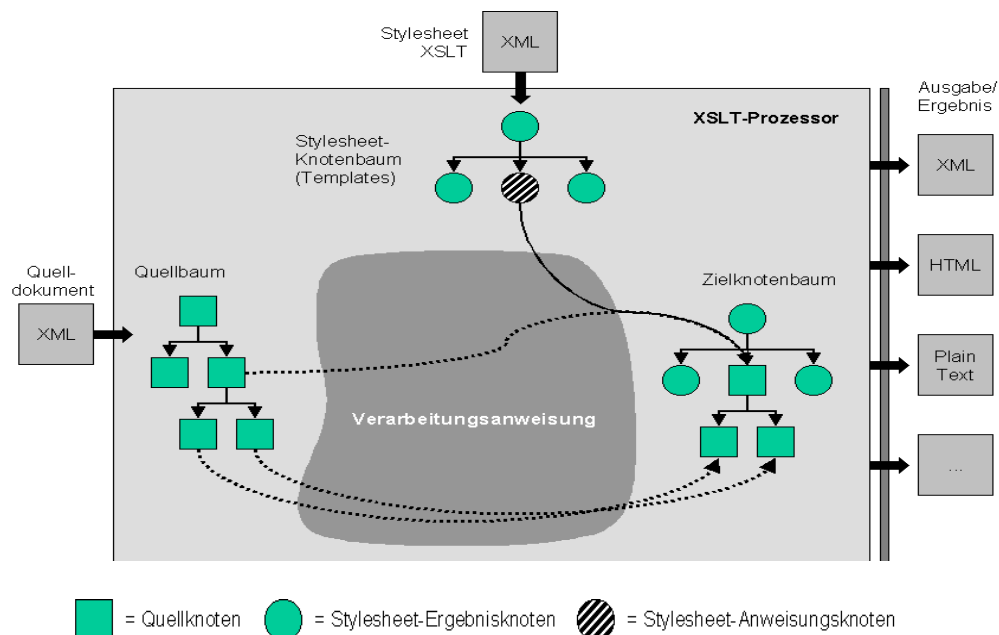 Stylesheet
XSLT
XML
XSLT-Prozessor
Ausgabe/
Ergebnis
Stylesheet-
Knotenbaum
(Templates)
XML
Quell-
dokument
XML
Quellbaum
Zielknotenbaum
HTML
Verarbeitungsanweisung
Plain
Text
...
= Quellknoten
= Stylesheet-Ergebnisknoten
= Stylesheet-Anweisungsknoten